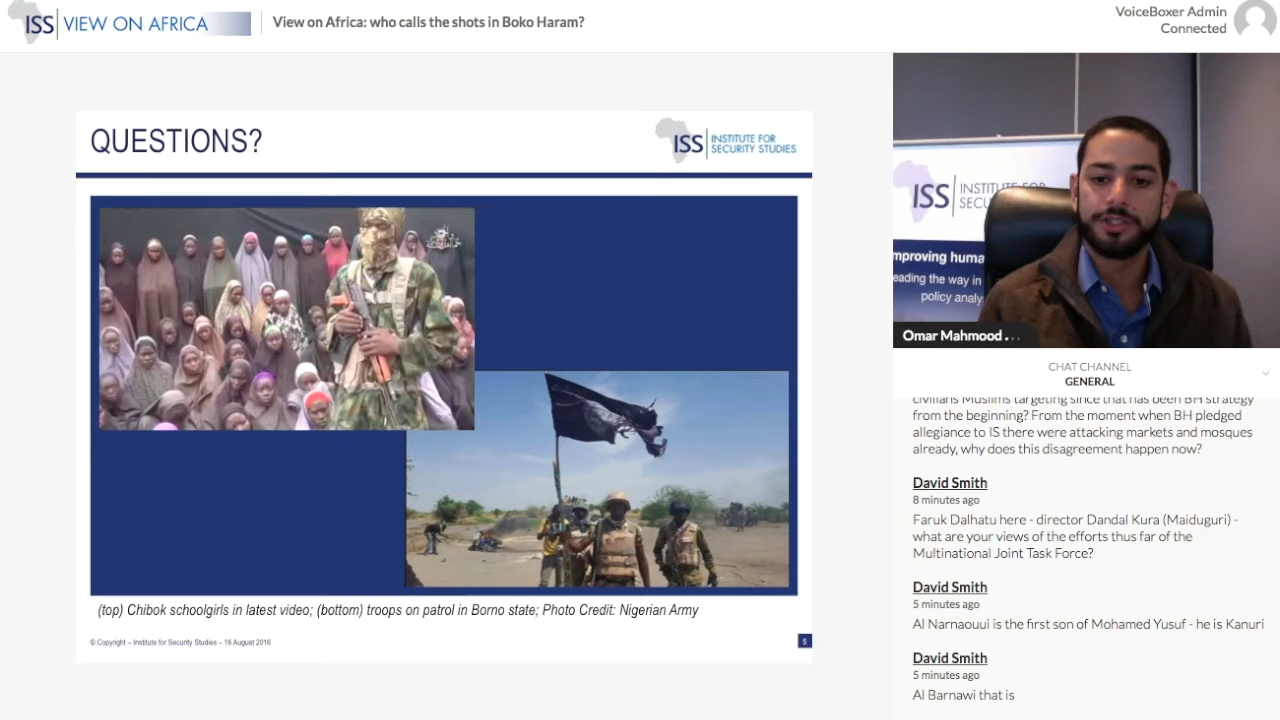 ISS VIEW ON AFRICA
View on Africa: who calls the shots in Boko Haram?
VoiceBoxer Admin
Connected
QUESTIONS?
ISS INSTITUTE FOR
SECURITY STUDIES
(top) Chibok schoolgirls in latest video; (bottom) troops on patrol in Borno state; Photo Credit: Nigerian Army
© Copyright – Institute for Security Studies – 16 August 2016
5
ISS INSTITUTE FOR
SECU
mproving huma
eading the way in
policy analy
Omar Mahmood
CHAT CHANNEL
GENERAL
civilians Muslims targeting since that has been BH strategy
from the beginning? From the moment when BH pledged
allegiance to IS there were attacking markets and mosques
already, why does this disagreement happen now?
David Smith
8 minutes ago
Faruk Dalhatu here - director Dandal Kura (Maiduguri) -
what are your views of the efforts thus far of the
Multinational Joint Task Force?
David Smith
5 minutes ago
Al Narnaouui is the first son of Mohamed Yusuf - he is Kanuri
David Smith
5 minutes ago
Al Barnawi that is